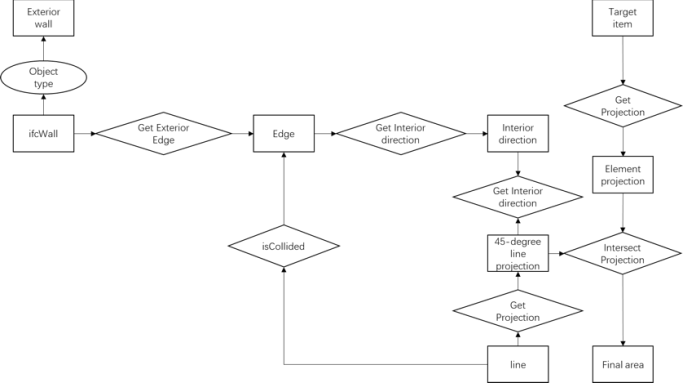 Exterior
wall
Target
item
Object
type
Get
Projection
ifcWall
Get Exterior
Edge
Edge
Get Interior
direction
Interior
direction
Element
projection
Get Interior
direction
isCollided
45-degree
line
projection
Intersect
Projection
Get
Projection
line
Final area